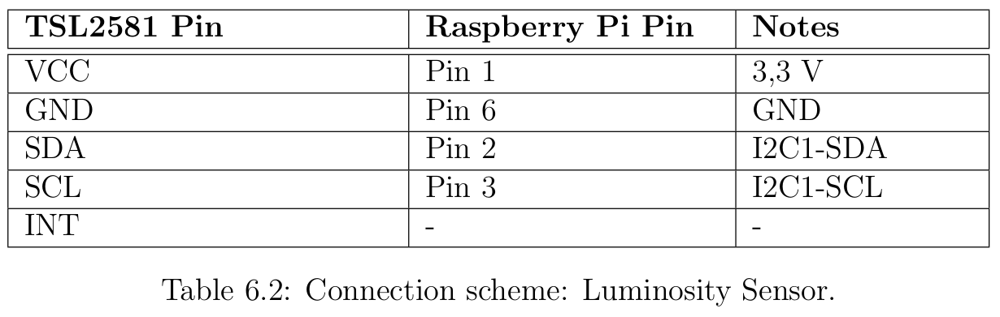 TSL2581 Pin Raspberry Pi Pin Notes
VCC Pin 1 3,3 V
GND Pin 6 GND
SDA Pin 2 I2C1-SDA
SCL Pin 3 I2C1-SCL
INT - -
Table 6.2: Connection scheme: Luminosity Sensor.